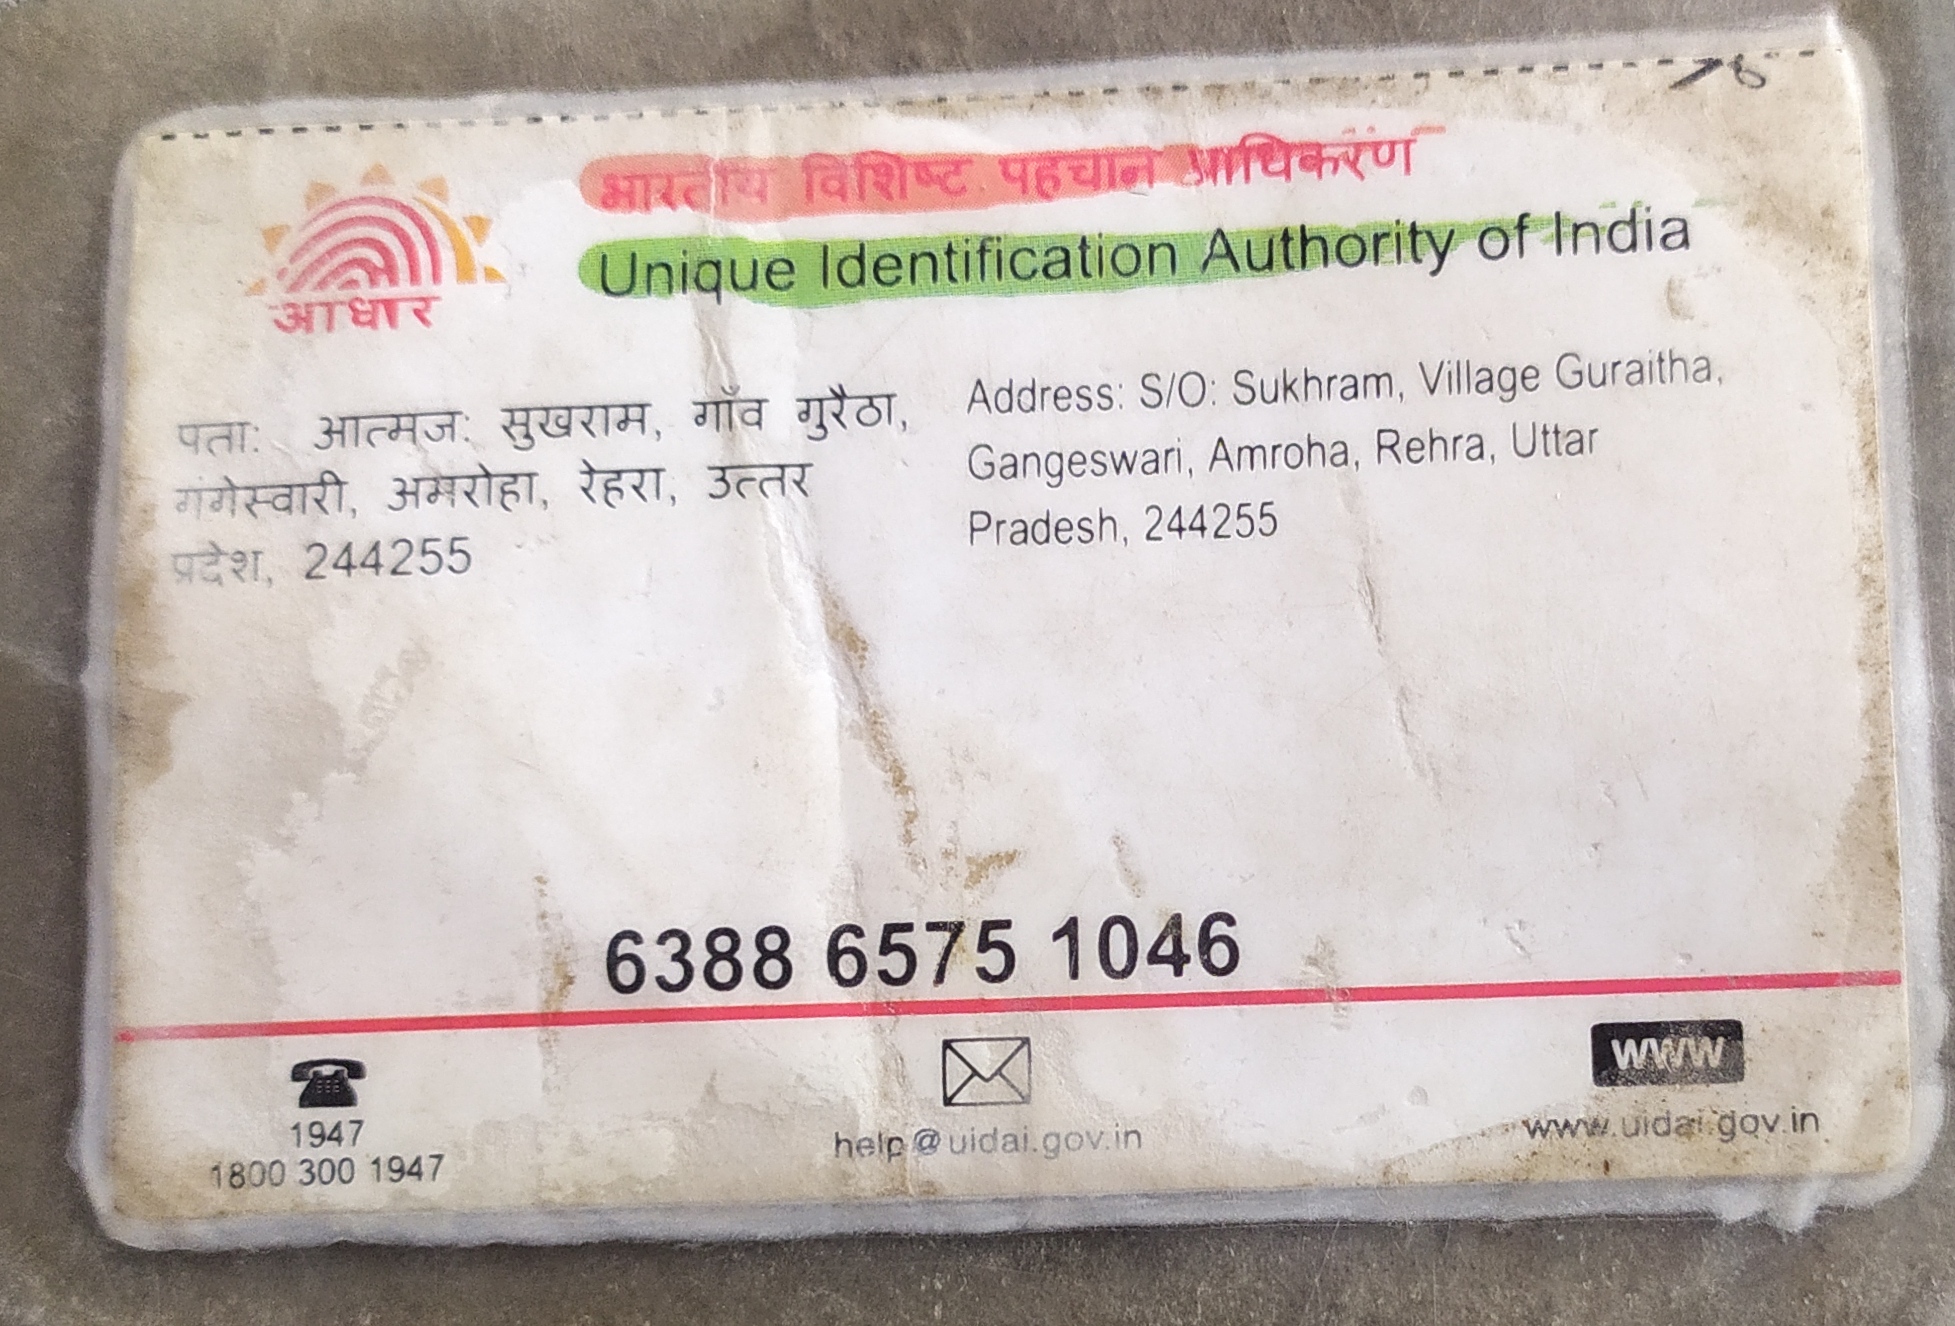 भारतीय विशिष्ट पहचान प्राधिकरण
Unique Identification Authority of India
आधार
पता: आत्मज: सुखराम, गाँव गुरैठा,
गंगेस्वारी, अमरोहा, रेहरा, उत्तर
प्रदेश, 244255
Address: S/O: Sukhram, Village Guraitha,
Gangeswari, Amroha, Rehra, Uttar
Pradesh, 244255
6388 6575 1046
1947
1800 300 1947
help@uidai.gov.in
WWW
www.uidai.gov.in